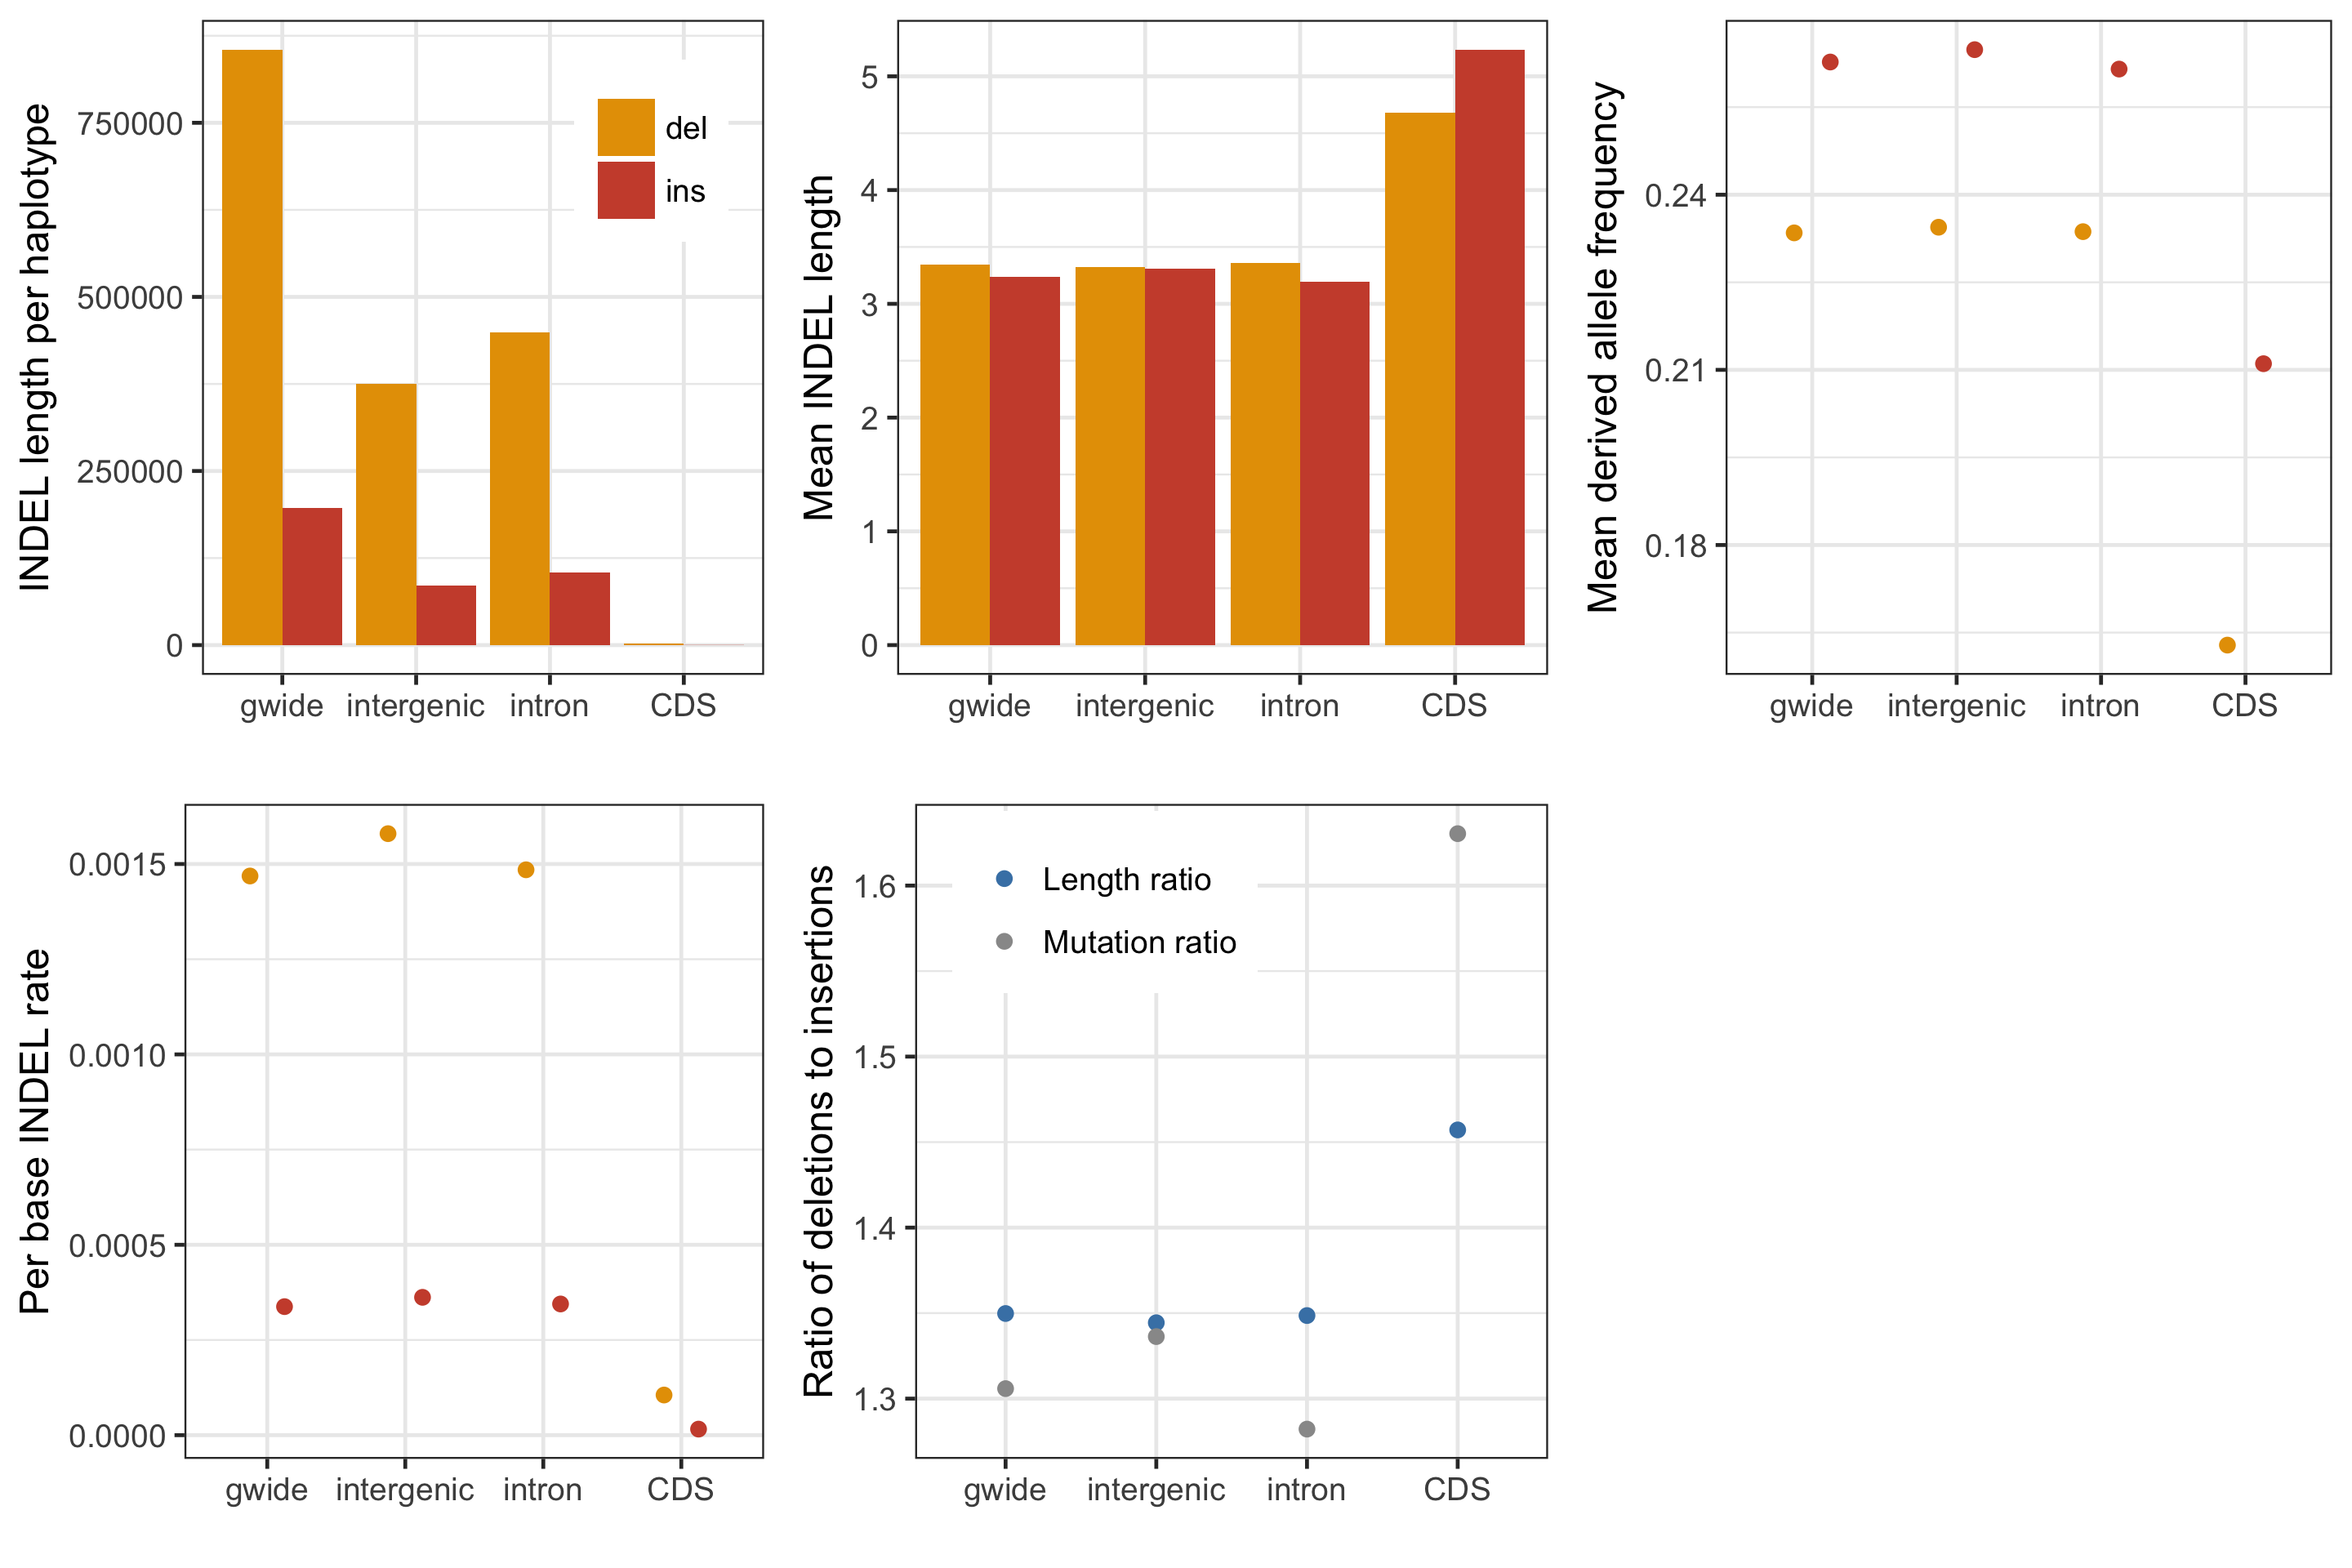 INDEL length per haplotype
750000
500000
250000
0
del
ins
gwide intergenic intron CDS
Mean INDEL length
5
4
3
2
1
0
gwide intergenic intron CDS
Mean derived allele frequency
0.24
0.21
0.18
gwide intergenic intron CDS
Per base INDEL rate
0.0015
0.0010
0.0005
0.0000
gwide intergenic intron CDS
Ratio of deletions to insertions
1.6
1.5
1.4
1.3
Length ratio
Mutation ratio
gwide intergenic intron CDS